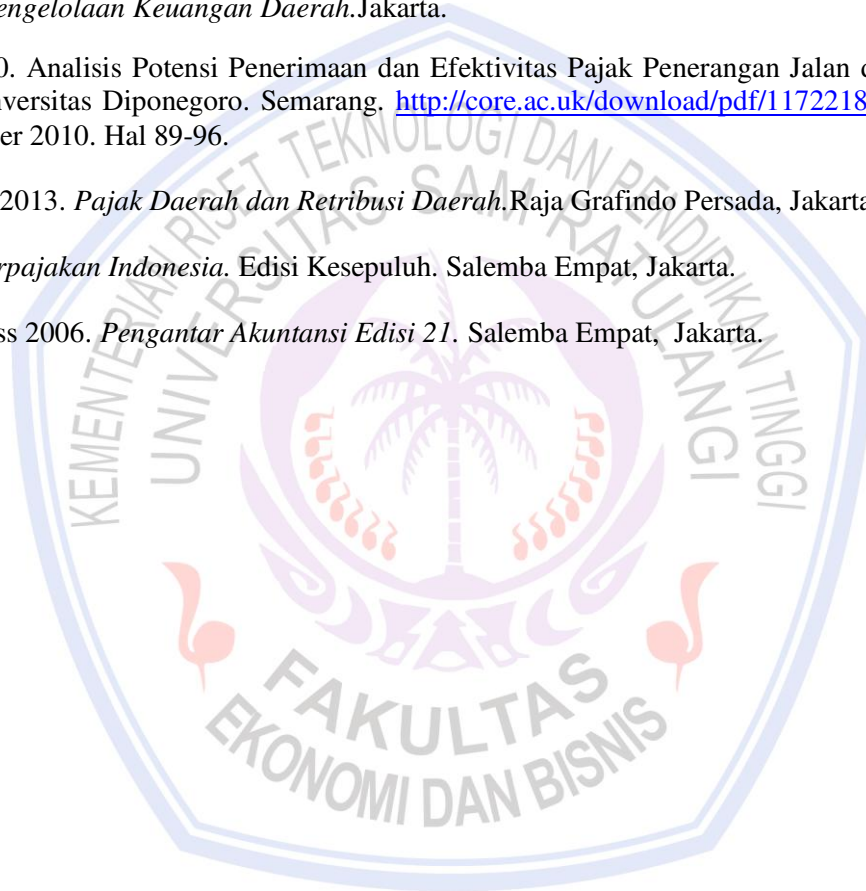 engelolaan Keuangan Daerah.Jakarta.
0. Analisis Potensi Penerimaan dan Efektivitas Pajak Penerangan Jalan d
versitas Diponegoro. Semarang. http://core.ac.uk/download/pdf/1172218
er 2010. Hal 89-96.
2013. Pajak Daerah dan Retribusi Daerah.Raja Grafindo Persada, Jakarta
rpajakan Indonesia. Edisi Kesepuluh. Salemba Empat, Jakarta.
ss 2006. Pengantar Akuntansi Edisi 21. Salemba Empat, Jakarta.
KEMENTERIAN RISET TEKNOLOGI DAN PENDIDIKAN TINGGI
UNIVERSITAS SAM RATULANGI
FAKULTAS
EKONOMI DAN BISNIS